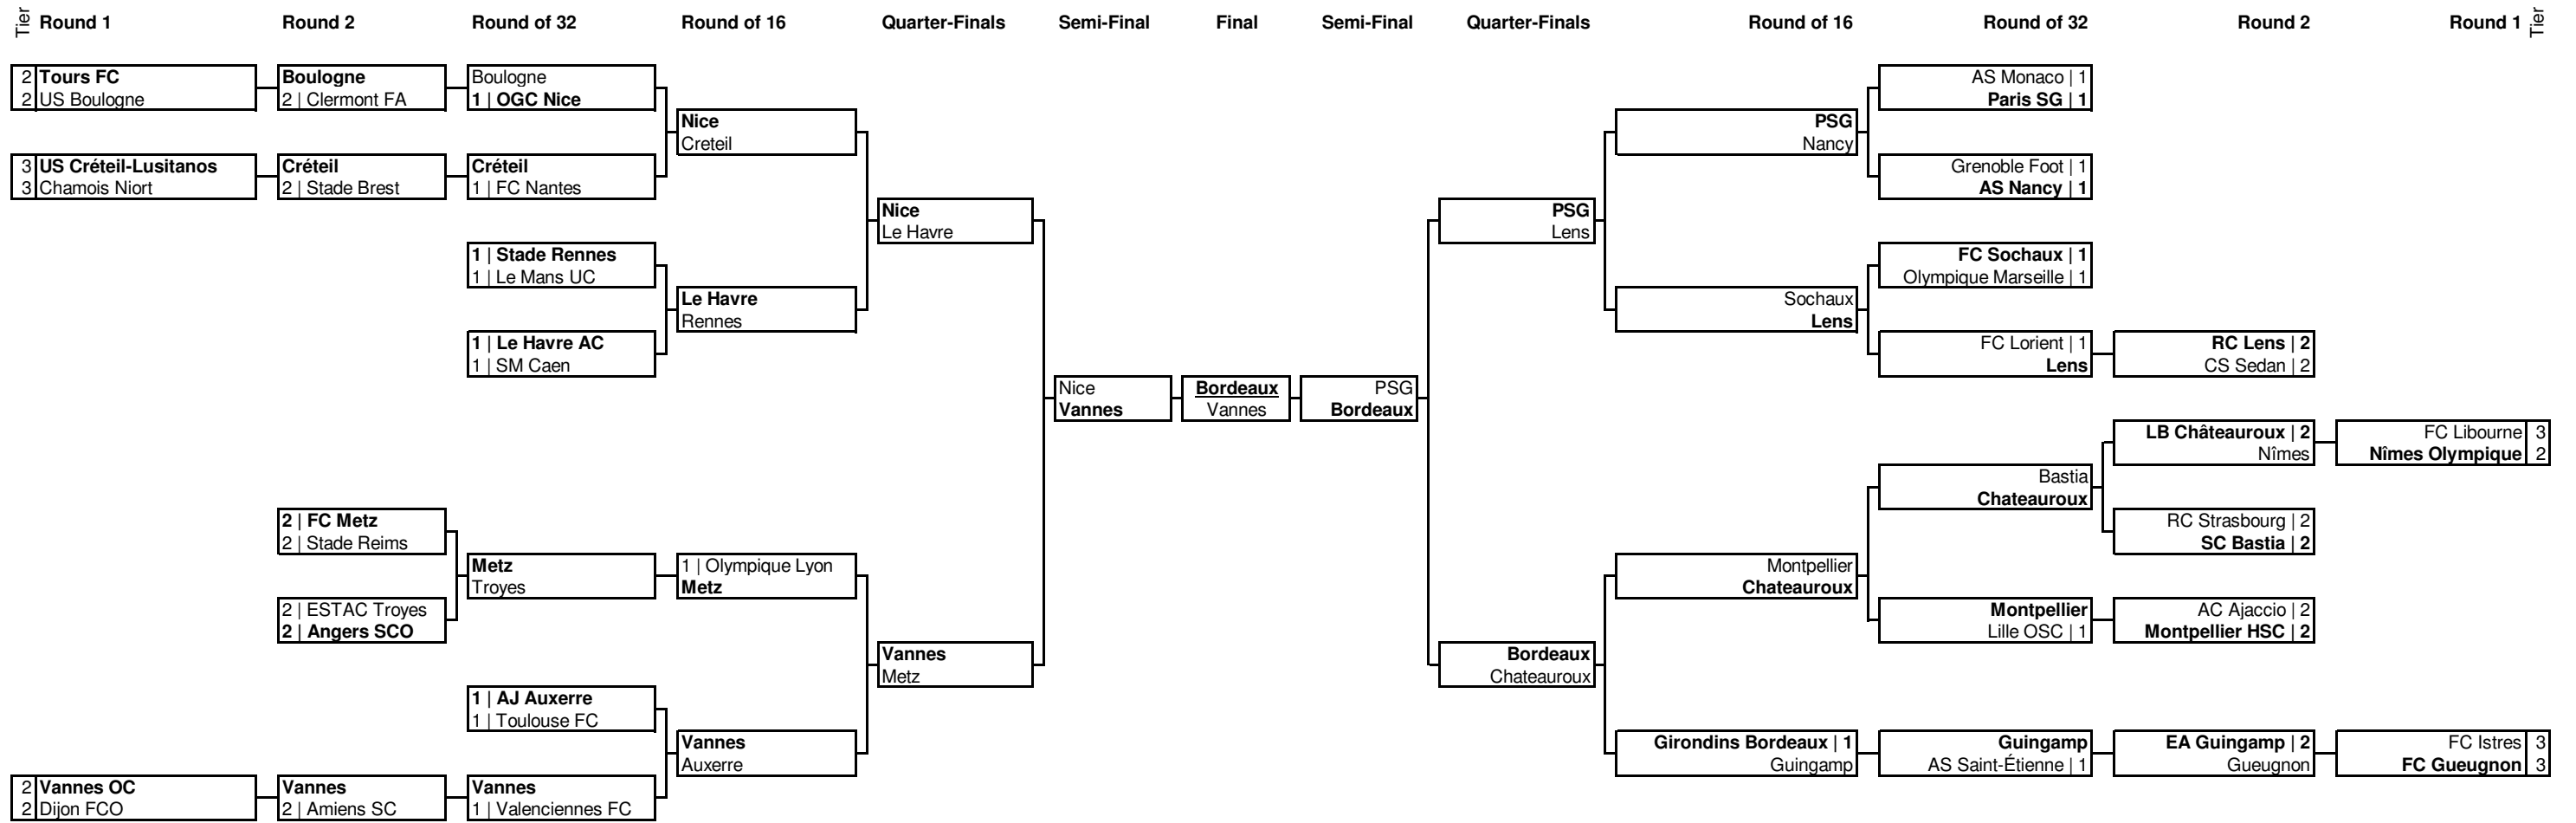 Tier Round 1 Round 2 Round of 32 Round of 16 Quarter-Finals Semi-Final Final Semi-Final Quarter-Finals Round of 16 Round of 32 Round 2 Round 1 Tier
2 Tours FC
2 US Boulogne
Boulogne
2 | Clermont FA
Boulogne
1 | OGC Nice
3 US Créteil-Lusitanos
3 Chamois Niort
Créteil
2 | Stade Brest
Créteil
1 | FC Nantes
Nice
Creteil
1 | Stade Rennes
1 | Le Mans UC
1 | Le Havre AC
1 | SM Caen
Le Havre
Rennes
Nice
Le Havre
2 | FC Metz
2 | Stade Reims
2 | ESTAC Troyes
2 | Angers SCO
Metz
Troyes
1 | Olympique Lyon
Metz
1 | AJ Auxerre
1 | Toulouse FC
2 Vannes OC
2 Dijon FCO
Vannes
2 | Amiens SC
Vannes
1 | Valenciennes FC
Vannes
Auxerre
Vannes
Metz
Nice
Vannes
Bordeaux
Vannes
PSG
Bordeaux
PSG
Lens
Bordeaux
Chateauroux
PSG
Nancy
Sochaux
Lens
Montpellier
Chateauroux
Girondins Bordeaux | 1
Guingamp
AS Monaco | 1
Paris SG | 1
Grenoble Foot | 1
AS Nancy | 1
FC Sochaux | 1
Olympique Marseille | 1
FC Lorient | 1
Lens
RC Lens | 2
CS Sedan | 2
Bastia
Chateauroux
LB Châteauroux | 2
Nîmes
FC Libourne 3
Nîmes Olympique 2
RC Strasbourg | 2
SC Bastia | 2
Montpellier
Lille OSC | 1
AC Ajaccio | 2
Montpellier HSC | 2
Guingamp
AS Saint-Étienne | 1
EA Guingamp | 2
Gueugnon
FC Istres 3
FC Gueugnon 3